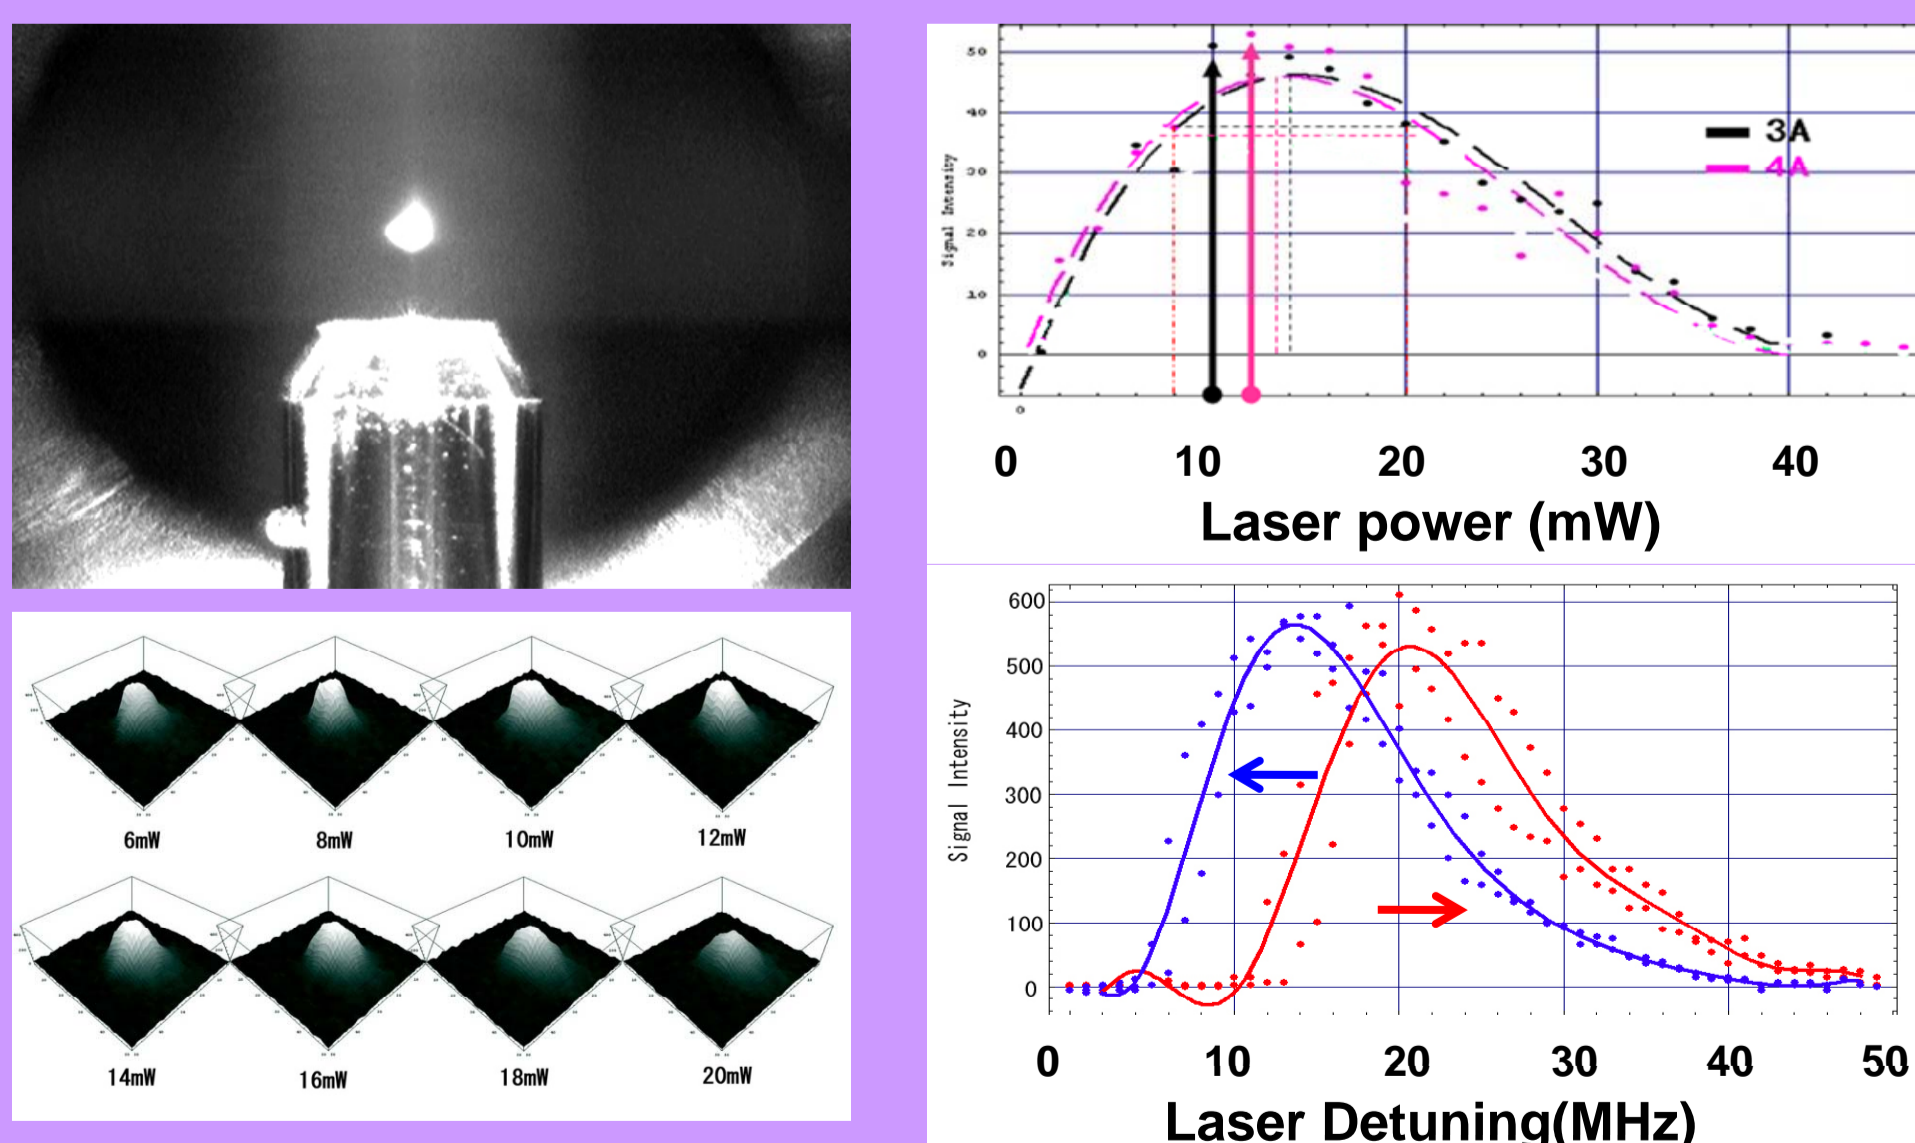 6mW 8mW 10mW 12mW
14mW 16mW 18mW 20mW
50
40
30
20
10
0
Signal Intensity
3A
4A
0
0 10 20 30 40
Laser power (mW)
600
500
400
300
200
100
0
Signal Intensity
0 10 20 30 40 50
Laser Detuning(MHz)